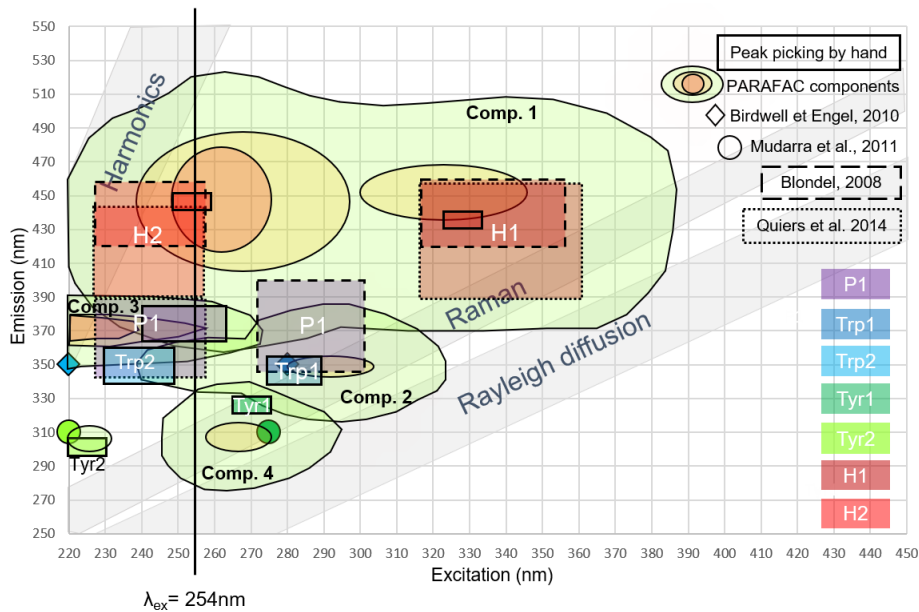 550
530
510
490
470
450
430
410
390
370
350
330
310
290
270
250
Emission (nm)
220 230 240 250 260 270 280 290 300 310 320 330 340 350 360 370 380 390 400 410 420 430 440 450
Excitation (nm)
λex= 254nm
Harmonics
Comp. 1
H2
H1
Comp. 3
P1
P1
Raman
Trp2
Trp1
Rayleigh diffusion
Comp. 2
Tyr1
Tyr2
Comp. 4
Peak picking by hand
PARAFAC components
Birdwell et Engel, 2010
Mudarra et al., 2011
Blondel, 2008
Quiers et al. 2014
P1
Trp1
Trp2
Tyr1
Tyr2
H1
H2